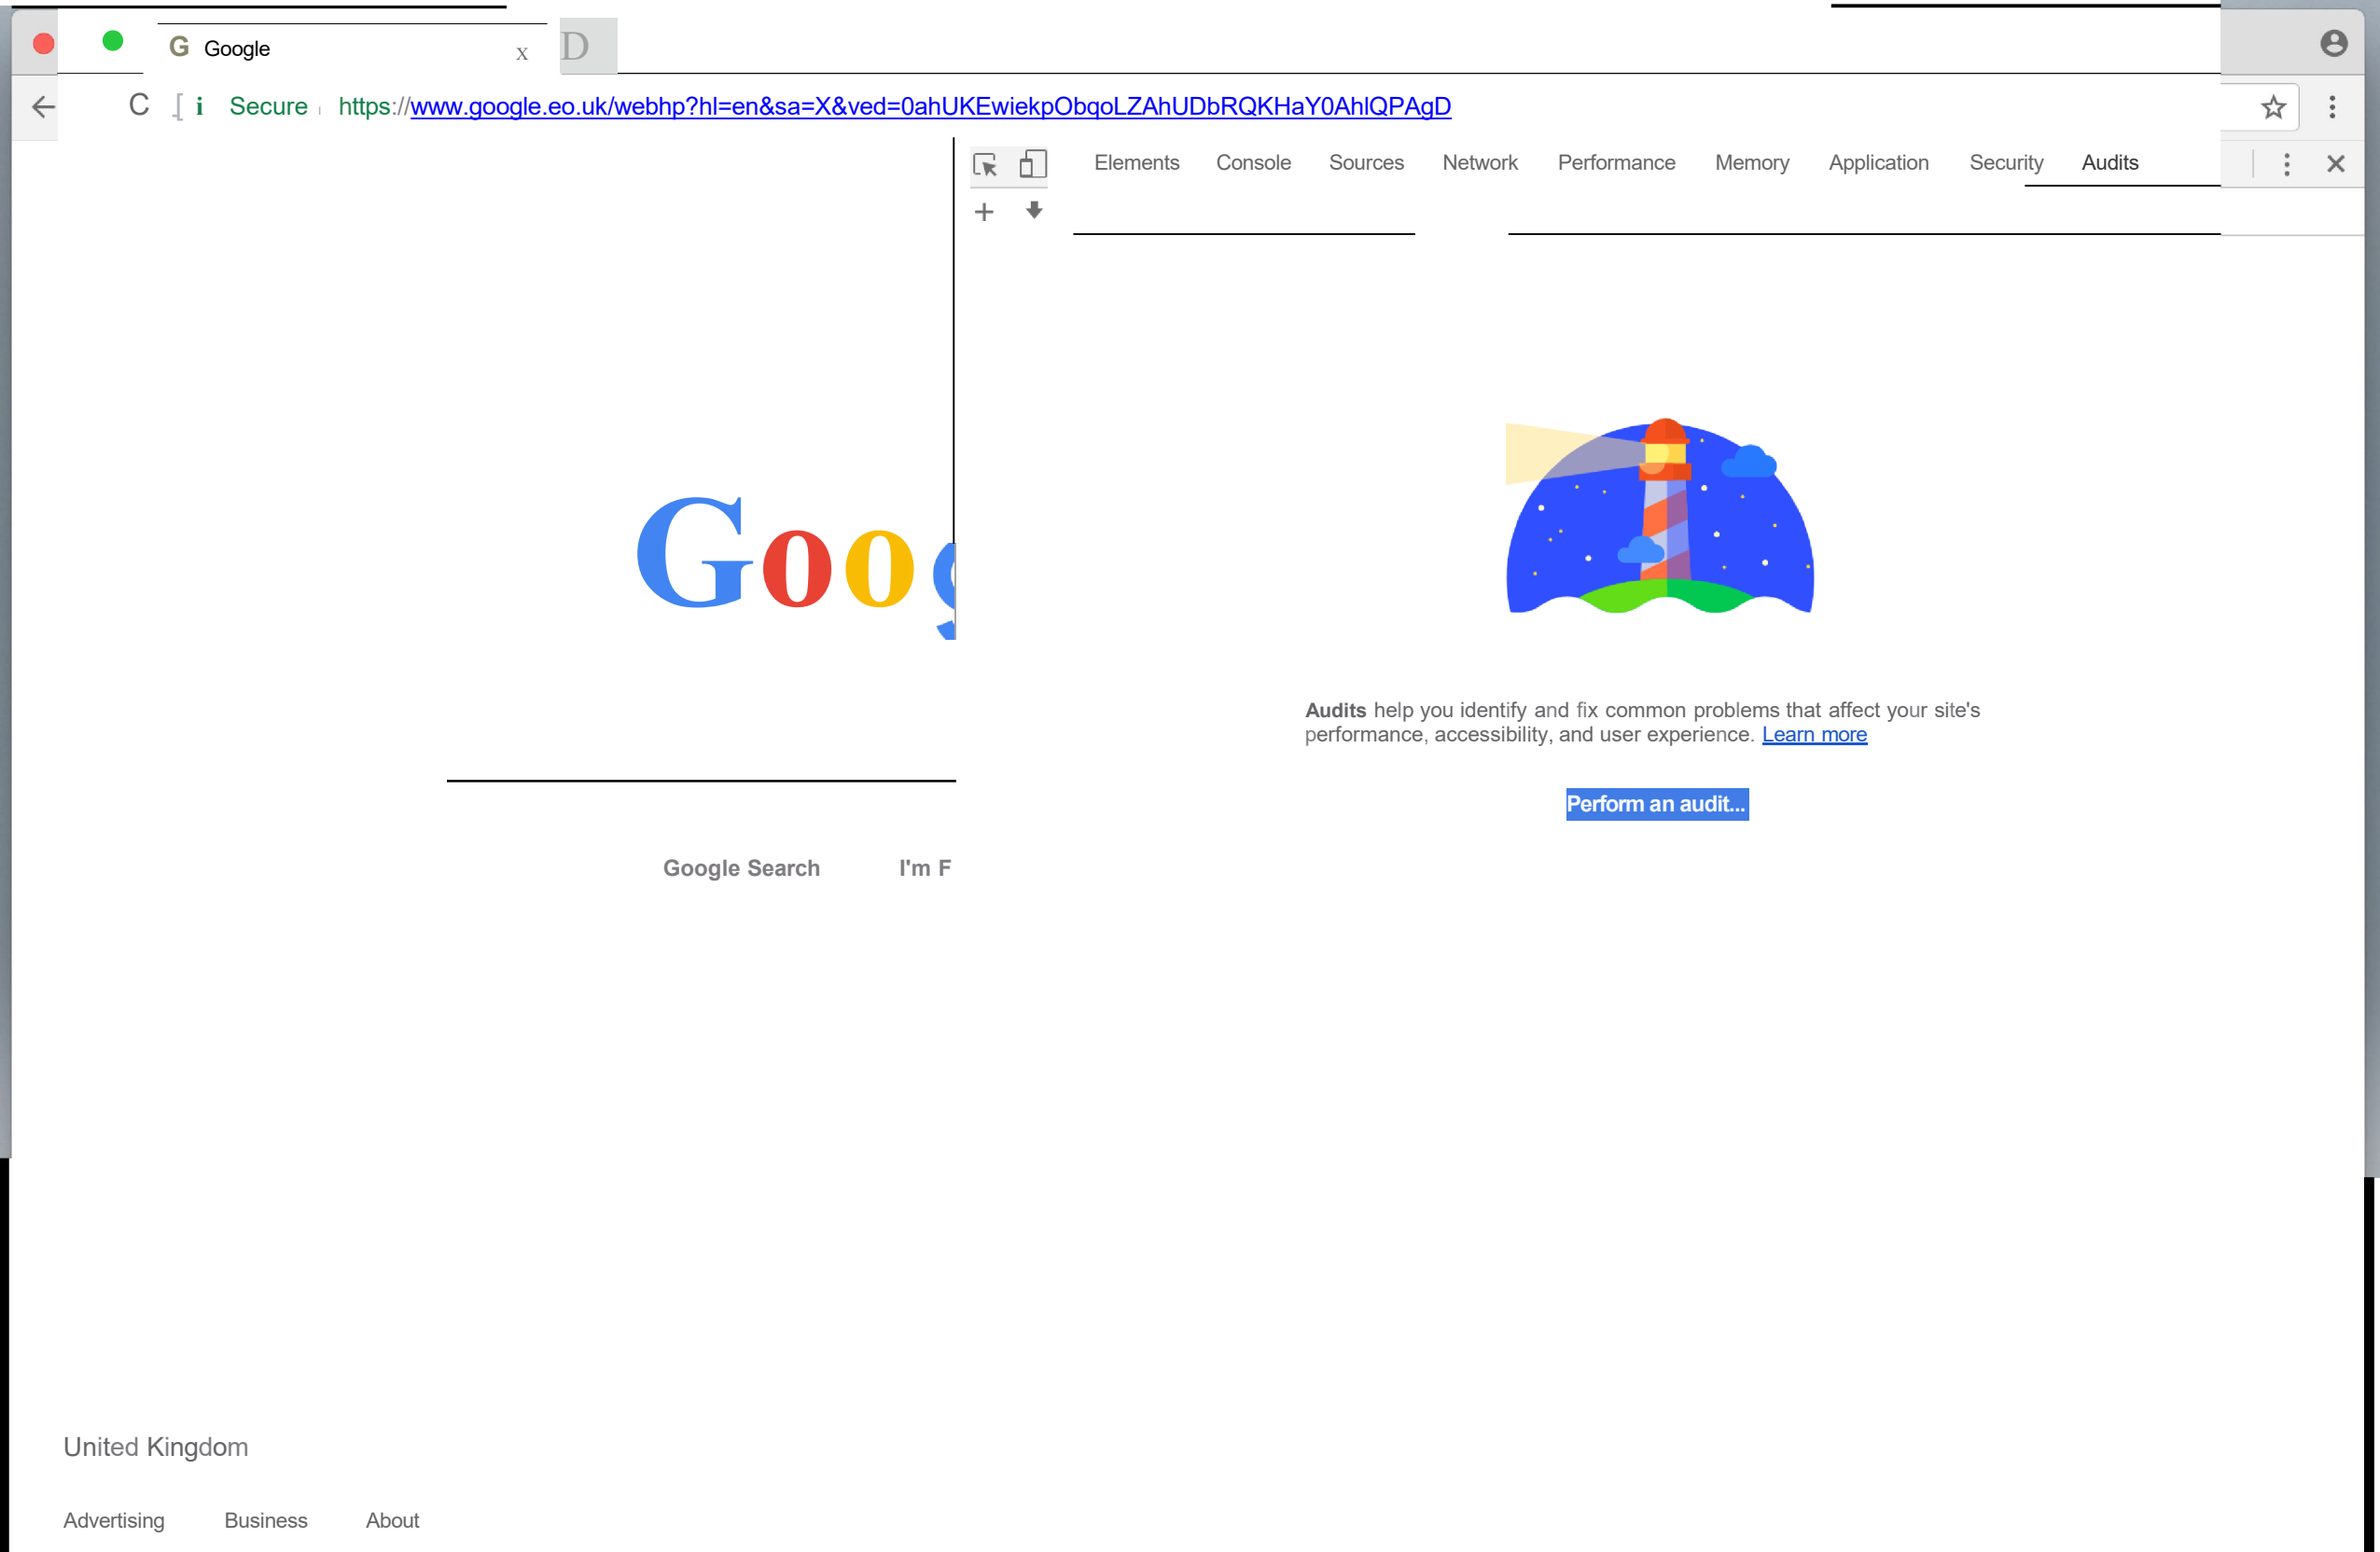 G Google x D
C [ i Secure https://www.google.eo.uk/webhp?hl=en&sa=X&ved=0ahUKEwiekpObqoLZAhUDbRQKHaY0AhlQPAgD
Elements Console Sources Network Performance Memory Application Security Audits
Goog
Audits help you identify and fix common problems that affect your site's
performance, accessibility, and user experience. Learn more
Perform an audit...
Google Search I'm F
United Kingdom
Advertising Business About